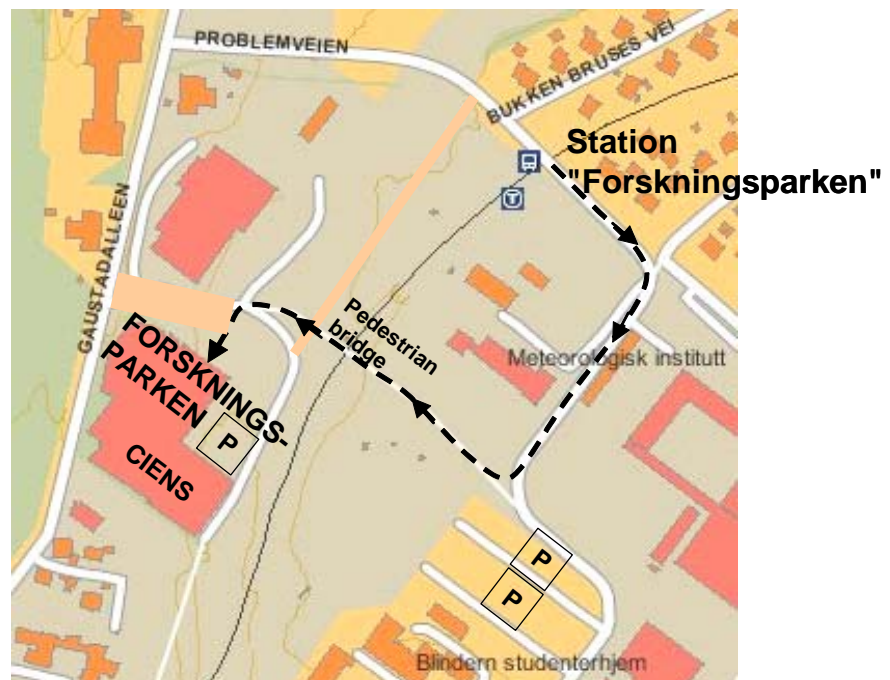 PROBLEMVEIEN
BUKKEN BRUSES VEI
Station
"Forskningsparken"
T
GAUSTADALLEEN
Pedestrian
bridge
FORSKNINGS-
PARKEN
Meteorologisk institutt
P
CIENS
P
P
Blindern studenterhjem